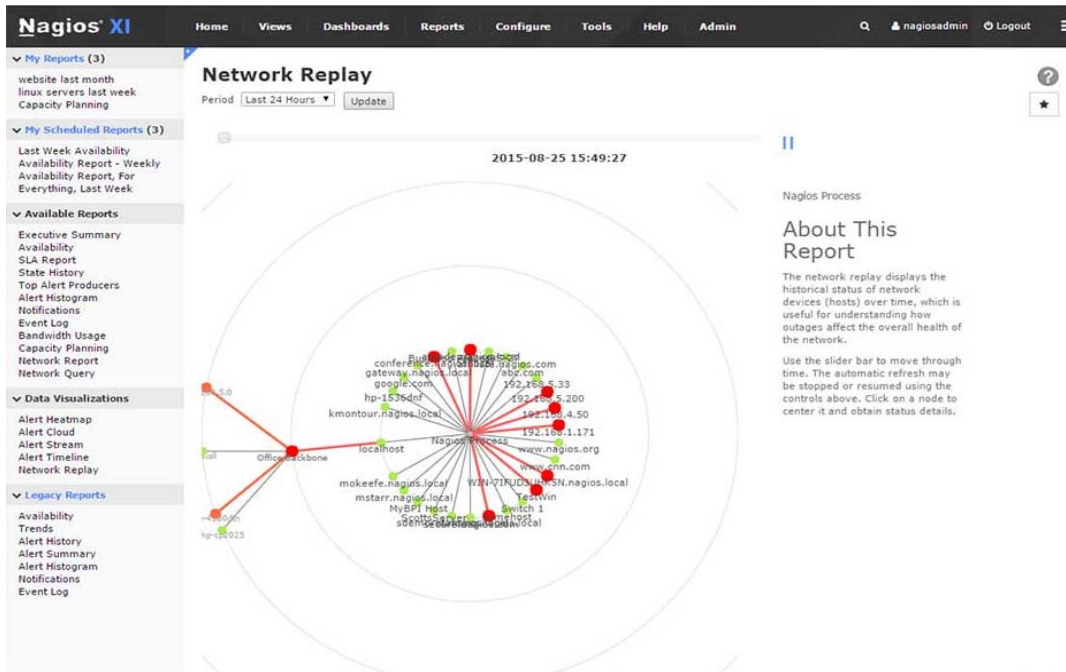 Nagios® XI
Home Views Dashboards Reports Configure Tools Help Admin nagiosadmin Logout
My Reports (3)
website last month
linux servers last week
Capacity Planning
My Scheduled Reports (3)
Last Week Availability
Availability Report - Weekly
Availability Report, For
Everything, Last Week
Available Reports
Executive Summary
Availability
SLA Report
State History
Top Alert Producers
Alert Histogram
Notifications
Event Log
Bandwidth Usage
Capacity Planning
Network Report
Network Query
Data Visualizations
Alert Heatmap
Alert Cloud
Alert Stream
Alert Timeline
Network Replay
Legacy Reports
Availability
Trends
Alert History
Alert Summary
Alert Histogram
Notifications
Event Log
Network Replay
Period Last 24 Hours Update
2015-08-25 15:49:27
gateway.nagios.local
google.com
abc.com
hp-1536dnf
192.168.5.33
192.168.5.200
kmontour.nagios.local
192.168.4.50
192.168.1.171
Nagios Process
localhost
www.nagios.org
Office Backbone
www.cnn.com
mokeefe.nagios.local
mstarr.nagios.local
TestWin
MyBPI Host
Switch 1
ScottsServer
hp-cp2025
Nagios Process
About This
Report
The network replay displays the
historical status of network
devices (hosts) over time, which is
useful for understanding how
outages affect the overall health of
the network.
Use the slider bar to move through
time. The automatic refresh may
be stopped or resumed using the
controls above. Click on a node to
center it and obtain status details.